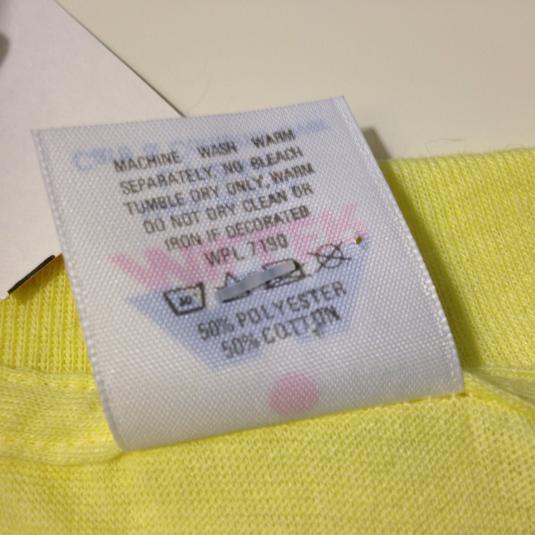 MACHINE WASH WARM
SEPARATELY, NO BLEACH
TUMBLE DRY ONLY, WARM
DO NOT DRY CLEAN OR
IRON IF DECORATED
WPL 7190
50% POLYESTER
50% COTTON